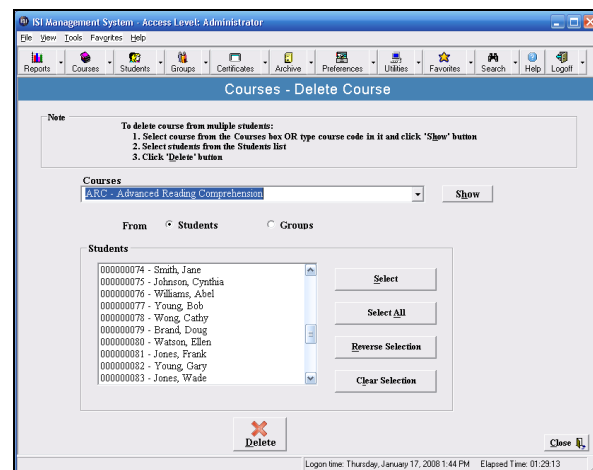 ISI Management System - Access Level: Administrator
File View Tools Favorites Help
Reports Courses Students Groups Certificates Archive Preferences Utilities Favorites Search Help Logoff
Courses - Delete Course
Note
To delete course from muliple students:
1. Select course from the Courses box OR type course code in it and click 'Show' button
2. Select students from the Students list
3. Click 'Delete' button
Courses
ARC - Advanced Reading Comprehension
Show
From Students Groups
Students
000000074 - Smith, Jane
000000075 - Johnson, Cynthia
000000076 - Williams, Abel
000000077 - Young, Bob
000000078 - Wong, Cathy
000000079 - Brand, Doug
000000080 - Watson, Ellen
000000081 - Jones, Frank
000000082 - Young, Gary
000000083 - Jones, Wade
Select
Select All
Reverse Selection
Clear Selection
Delete
Close
Logon time: Thursday, January 17, 2008 1:44 PM Elapsed Time: 01:29:13